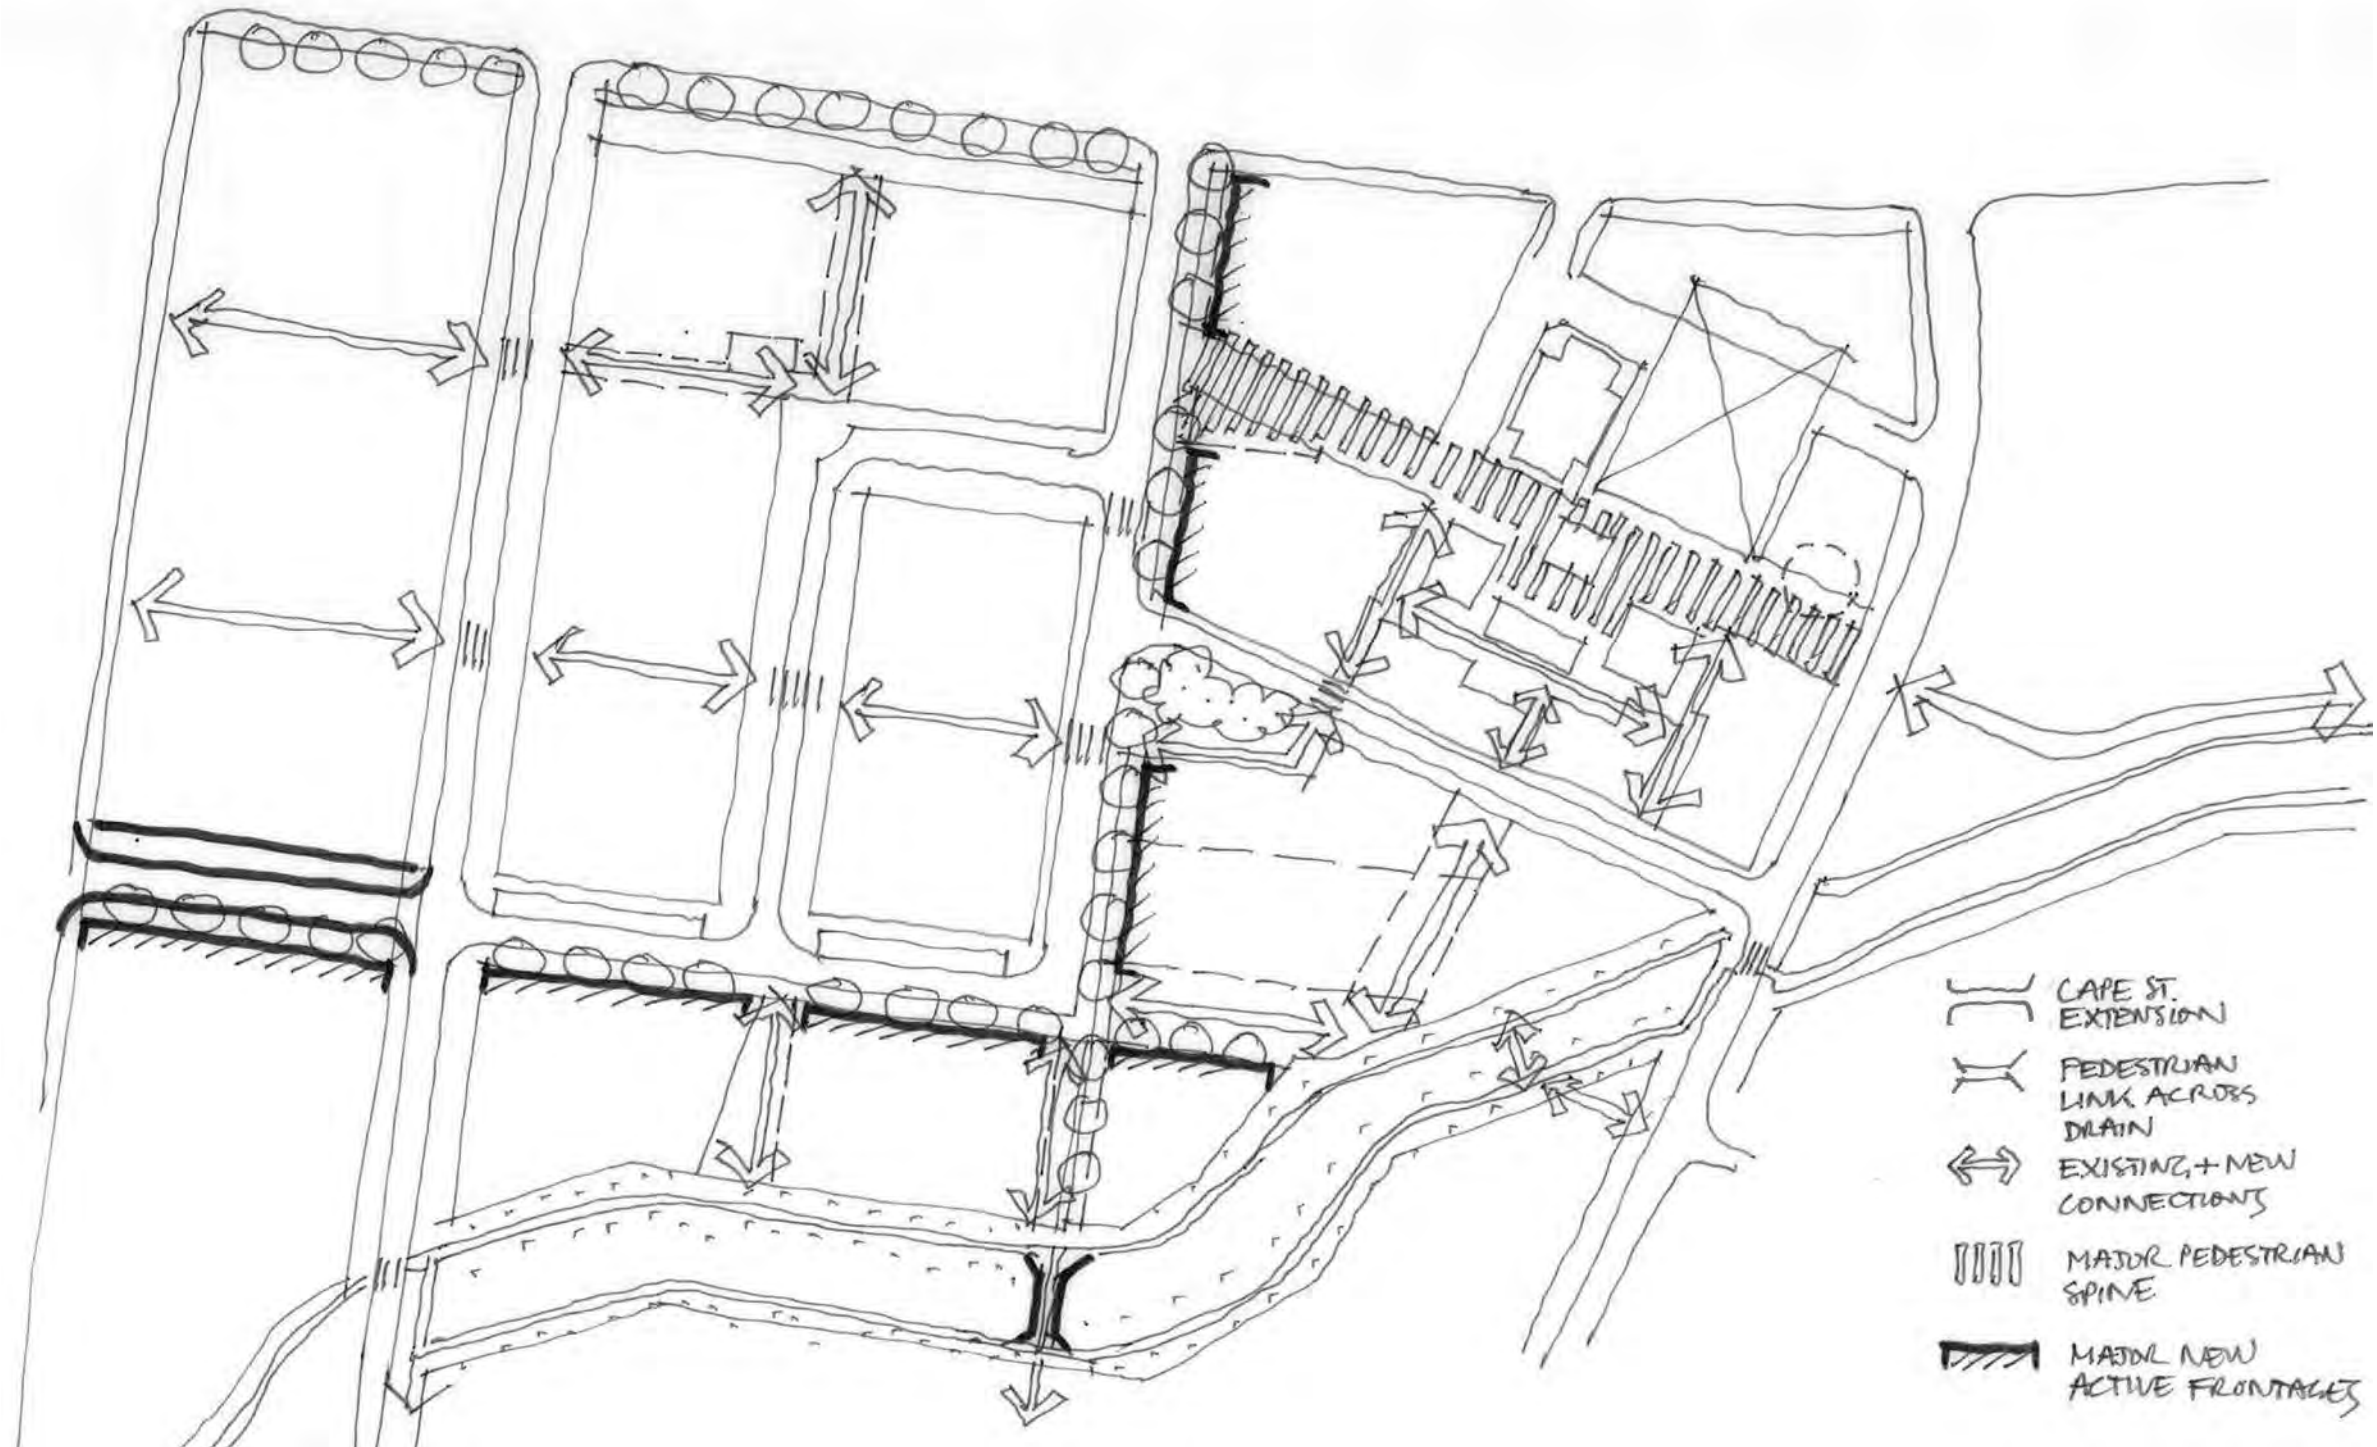 CAPE ST.
EXTENSION
PEDESTRIAN
LINK ACROSS
DRAIN
EXISTING + NEW
CONNECTIONS
MAJOR PEDESTRIAN
SPINE
MAJOR NEW
ACTIVE FRONTAGES